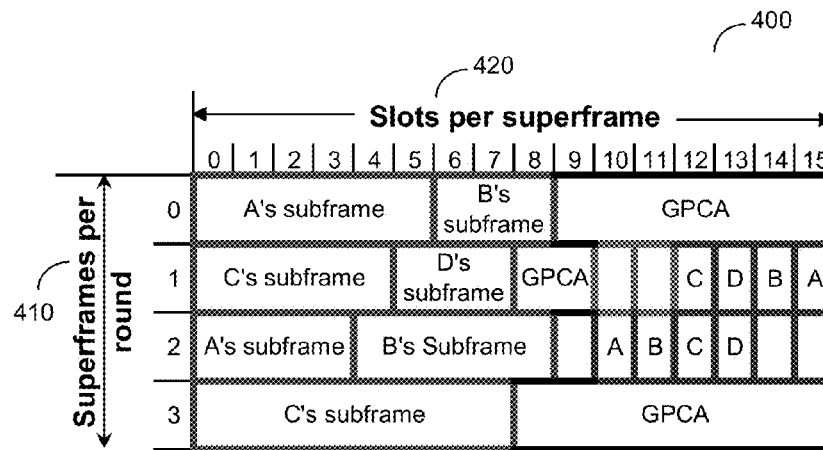 400
420
Slots per superframe
0 1 2 3 4 5 6 7 8 9 10 11 12 13 14 15
0 A's subframe B's subframe GPCA
1 C's subframe D's subframe GPCA C D B A
2 A's subframe B's Subframe A B C D
3 C's subframe GPCA
410
Superframes per round